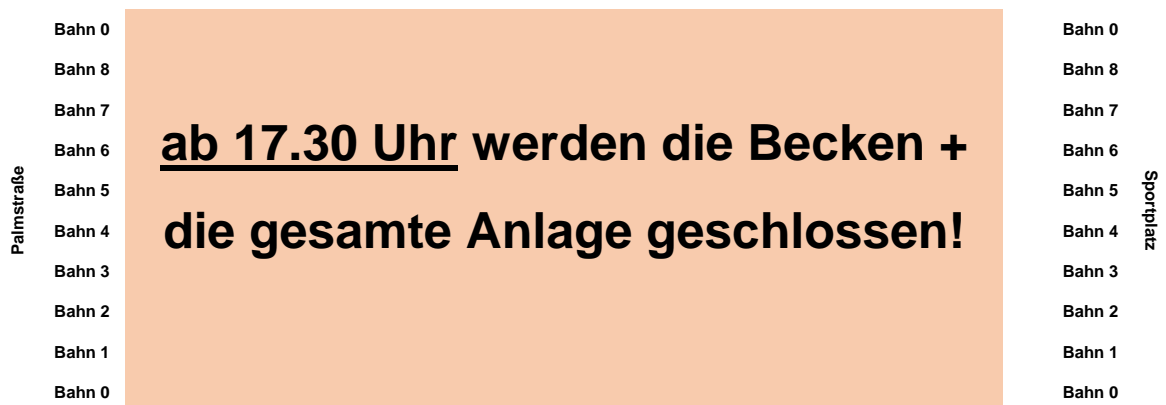 Bahn 0 Bahn 0
Bahn 8 Bahn 8
Bahn 7 Bahn 7
ab 17.30 Uhr werden die Becken +
Bahn 6 Bahn 6
Palmstraße
Sportplatz
Bahn 5 Bahn 5
die gesamte Anlage geschlossen!
Bahn 4 Bahn 4
Bahn 3 Bahn 3
Bahn 2 Bahn 2
Bahn 1 Bahn 1
Bahn 0 Bahn 0